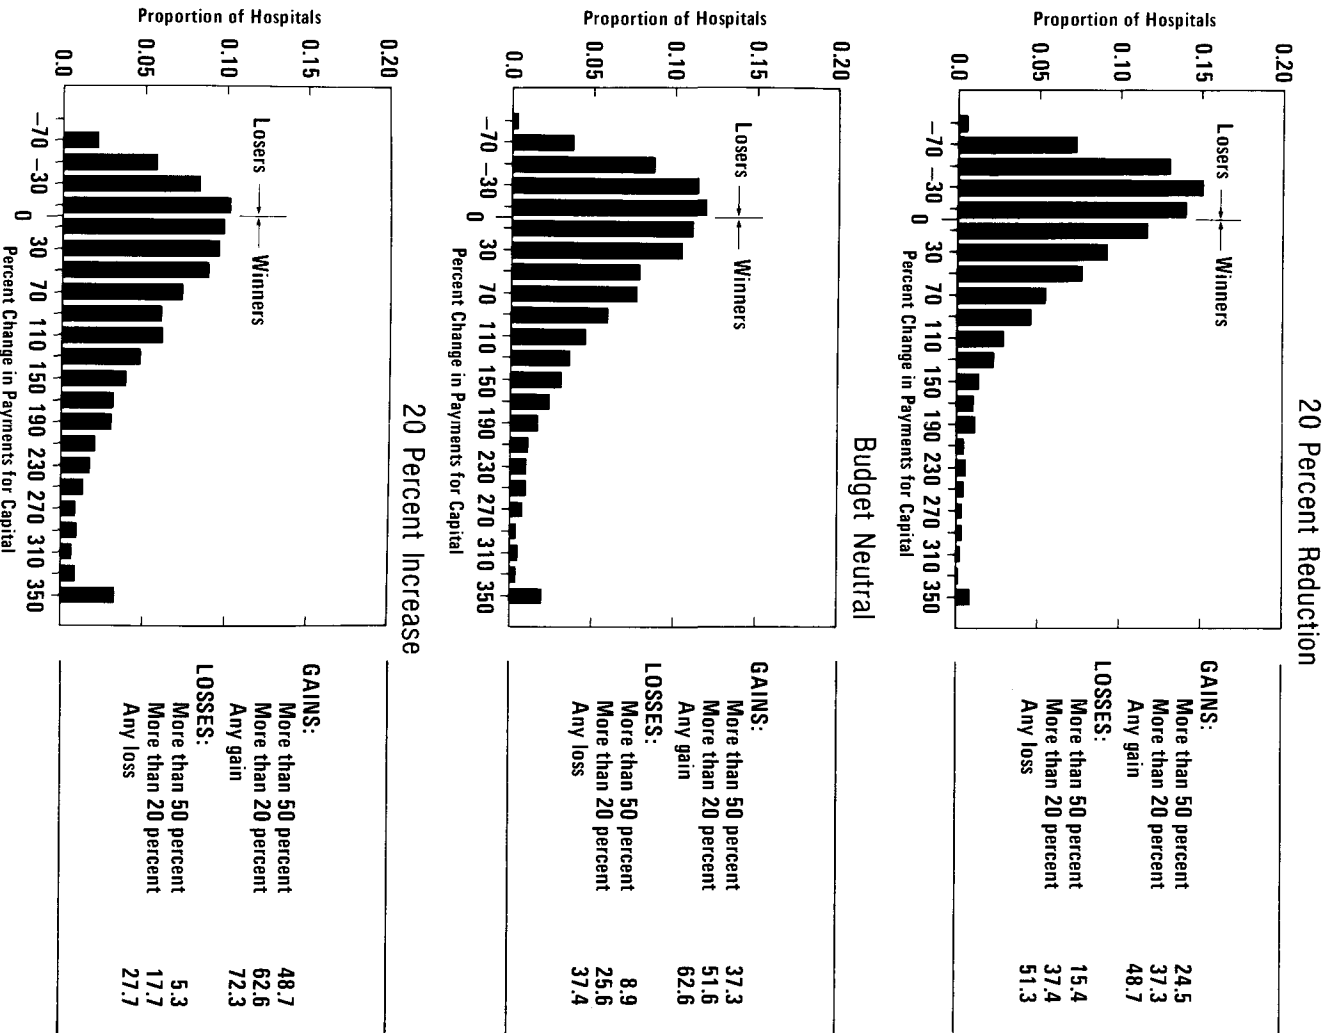 20 Percent Reduction
Proportion of Hospitals
0.20
0.15
0.10
0.05
0.0
Losers
Winners
−70 −30 0 30 70 110 150 190 230 270 310 350
Percent Change in Payments for Capital
GAINS:
More than 50 percent 24.5
More than 20 percent 37.3
Any gain 48.7
LOSSES:
More than 50 percent 15.4
More than 20 percent 37.4
Any loss 51.3
Budget Neutral
Proportion of Hospitals
0.20
0.15
0.10
0.05
0.0
Losers
Winners
−70 −30 0 30 70 110 150 190 230 270 310 350
Percent Change in Payments for Capital
GAINS:
More than 50 percent 37.3
More than 20 percent 51.6
Any gain 62.6
LOSSES:
More than 50 percent 8.9
More than 20 percent 25.6
Any loss 37.4
20 Percent Increase
Proportion of Hospitals
0.20
0.15
0.10
0.05
0.0
Losers
Winners
−70 −30 0 30 70 110 150 190 230 270 310 350
Percent Change in Payments for Capital
GAINS:
More than 50 percent 48.7
More than 20 percent 62.6
Any gain 72.3
LOSSES:
More than 50 percent 5.3
More than 20 percent 17.7
Any loss 27.7